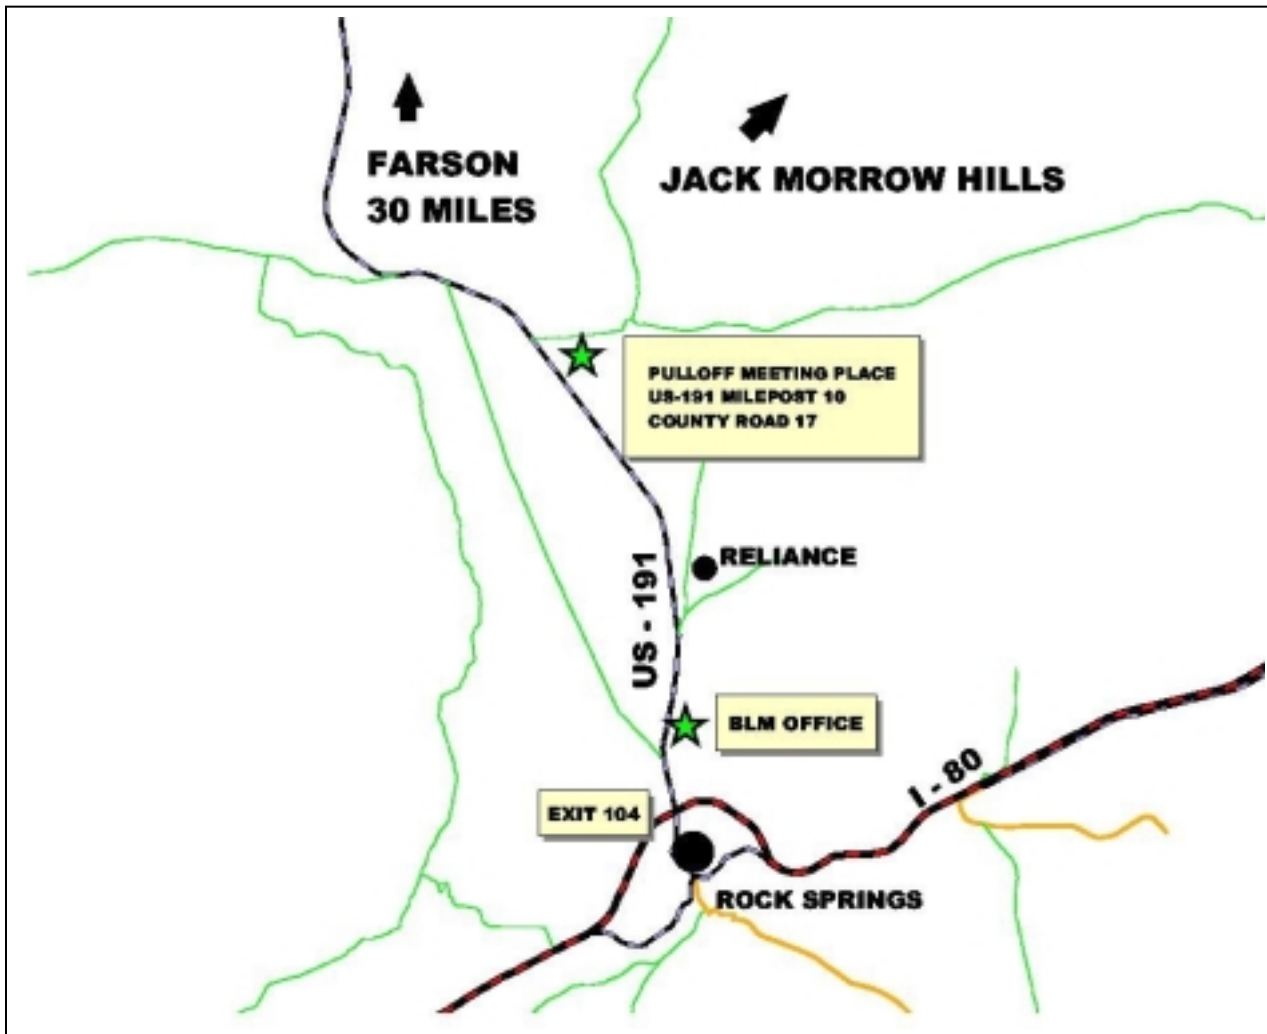 FARSON
30 MILES
JACK MORROW HILLS
PULLOFF MEETING PLACE
US-191 MILEPOST 10
COUNTY ROAD 17
RELIANCE
US - 191
BLM OFFICE
I - 80
EXIT 104
ROCK SPRINGS